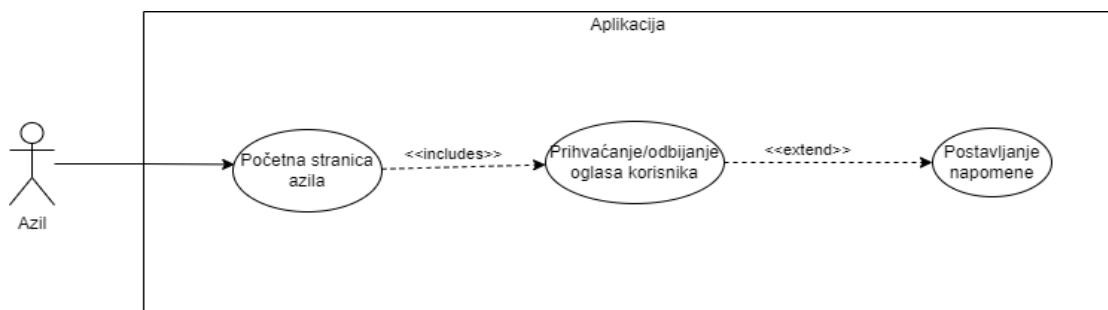 Aplikacija
Azil
Početna stranica
azila
<<includes>>
Prihvaćanje/odbijanje
oglasa korisnika
<<extend>>
Postavljanje
napomene